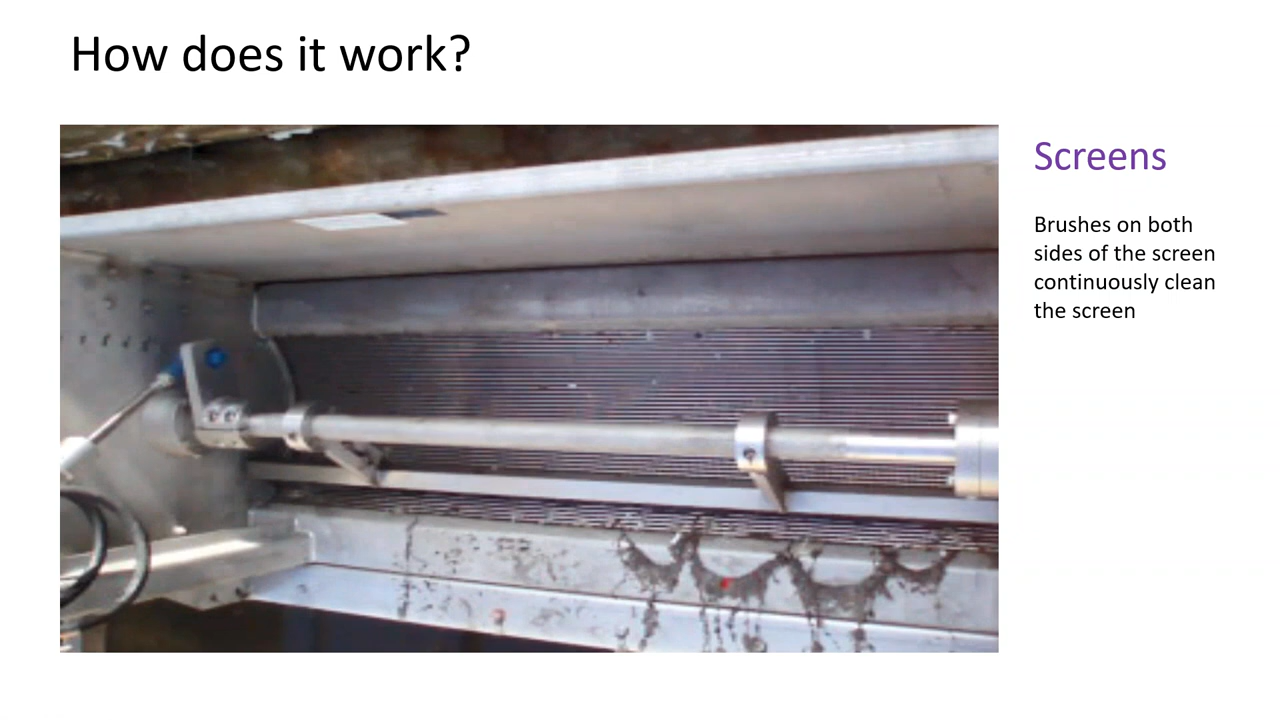 How does it work?
Screens
Brushes on both
sides of the screen
continuously clean
the screen